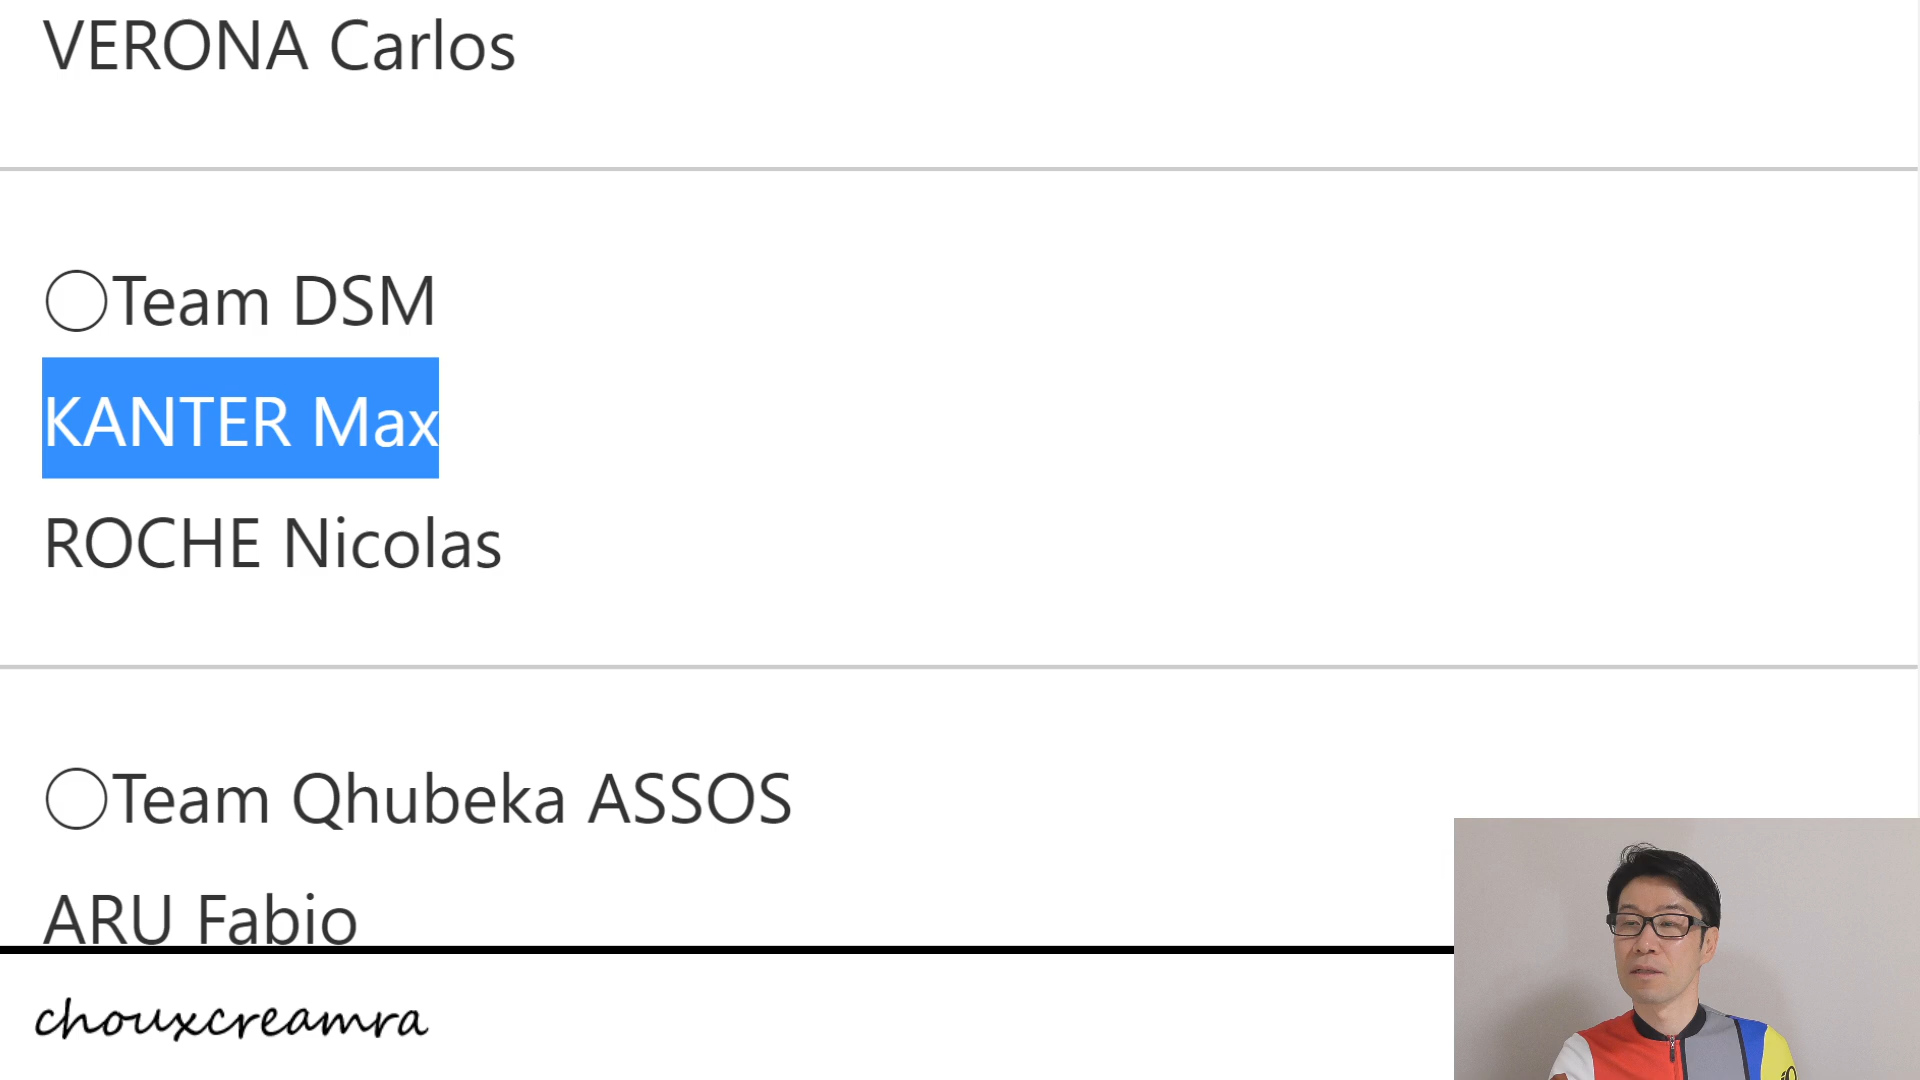 VERONA Carlos
◯Team DSM
KANTER Max
ROCHE Nicolas
◯Team Qhubeka ASSOS
ARU Fabio
chouxcreamra